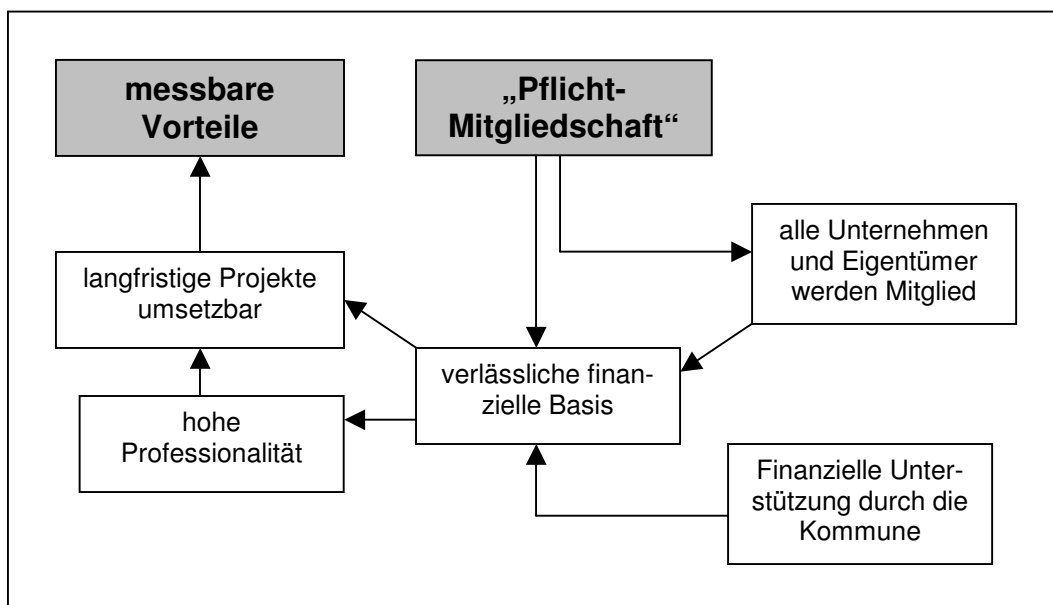 messbare
Vorteile
„Pflicht-
Mitgliedschaft“
alle Unternehmen
und Eigentümer
werden Mitglied
langfristige Projekte
umsetzbar
verlässliche finan-
zielle Basis
hohe
Professionalität
Finanzielle Unter-
stützung durch die
Kommune